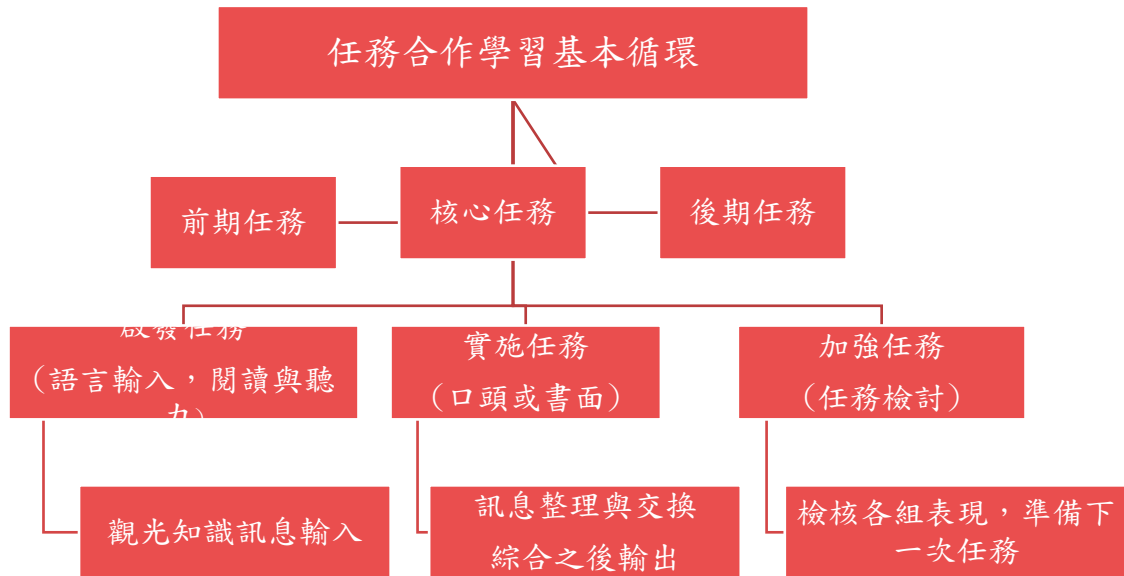 任務合作學習基本循環
前期任務
核心任務
後期任務
啟發任務
（語言輸入，閱讀與聽
力）
實施任務
（口頭或書面）
加強任務
（任務檢討）
觀光知識訊息輸入
訊息整理與交換
綜合之後輸出
檢核各組表現，準備下
一次任務